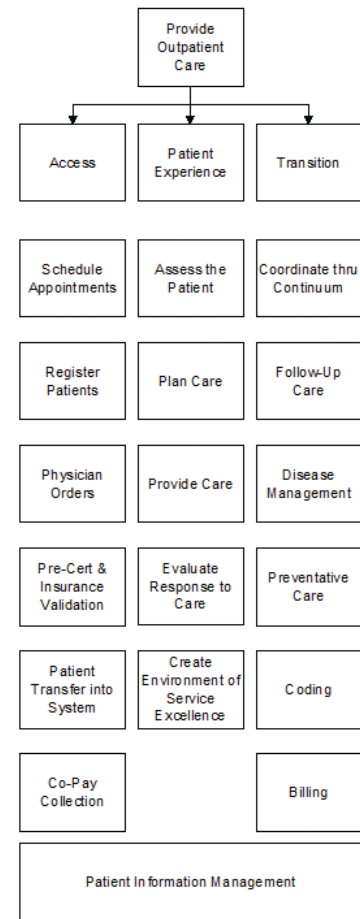 Provide
Outpatient
Care
Access
Patient
Experience
Transition
Schedule
Appointments
Assess the
Patient
Coordinate thru
Continuum
Register
Patients
Plan Care
Follow-Up
Care
Physician
Orders
Provide Care
Disease
Management
Pre-Cert &
Insurance
Validation
Evaluate
Response to
Care
Preventative
Care
Patient
Transfer into
System
Create
Environment of
Service
Excellence
Coding
Co-Pay
Collection
Billing
Patient Information Management